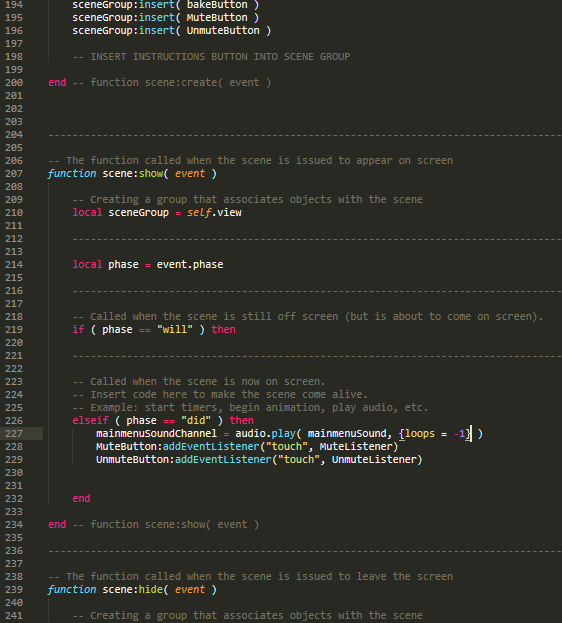 194 sceneGroup:insert( bakeButton )
195 sceneGroup:insert( MuteButton )
196 sceneGroup:insert( UnmuteButton )
197
198 -- INSERT INSTRUCTIONS BUTTON INTO SCENE GROUP
199
200 end -- function scene:create( event )
201
202
203
204 -----------------------------------------------------------------------------------------
205
206 -- The function called when the scene is issued to appear on screen
207 function scene:show( event )
208
209 -- Creating a group that associates objects with the scene
210 local sceneGroup = self.view
211
212 -----------------------------------------------------------------------------------------
213
214 local phase = event.phase
215
216 -----------------------------------------------------------------------------------------
217
218 -- Called when the scene is still off screen (but is about to come on screen).
219 if ( phase == "will" ) then
220
221 -----------------------------------------------------------------------------------------
222
223 -- Called when the scene is now on screen.
224 -- Insert code here to make the scene come alive.
225 -- Example: start timers, begin animation, play audio, etc.
226 elseif ( phase == "did" ) then
227 mainmenuSoundChannel = audio.play( mainmenuSound, {loops = -1} )
228 MuteButton:addEventListener("touch", MuteListener)
229 UnmuteButton:addEventListener("touch", UnmuteListener)
230
231
232 end
233
234 end -- function scene:show( event )
235
236 -----------------------------------------------------------------------------------------
237
238 -- The function called when the scene is issued to leave the screen
239 function scene:hide( event )
240
241 -- Creating a group that associates objects with the scene